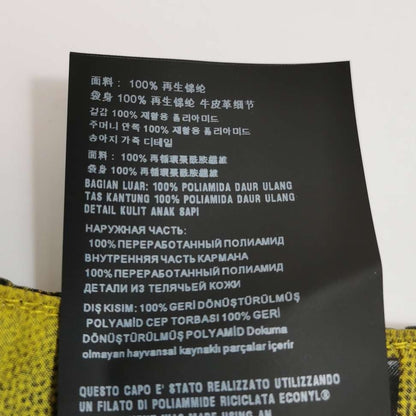 面料： 100% 再生锦纶
袋身 100% 再生锦纶 牛皮革细节
겉감 100% 재활용 폴리아미드
주머니 안쪽 100% 재활용 폴리아미드
송아지 가죽 디테일
面料： 100% 再循環聚酰胺纖維
袋身： 100% 再循環聚酰胺纖維
BAGIAN LUAR: 100% POLIAMIDA DAUR ULANG
TAS KANTUNG 100% POLIAMIDA DAUR ULANG
DETAIL KULIT ANAK SAPI
НАРУЖНАЯ ЧАСТЬ:
100% ПЕРЕРАБОТАННЫЙ ПОЛИАМИД
ВНУТРЕННЯЯ ЧАСТЬ КАРМАНА
100% ПЕРЕРАБОТАННЫЙ ПОЛИАМИД
ДЕТАЛИ ИЗ ТЕЛЯЧЬЕЙ КОЖИ
DIŞ KISIM: 100% GERİ DÖNÜŞTÜRÜLMÜŞ
POLYAMİD CEP TORBASI 100% GERİ
DÖNÜŞTÜRÜLMÜŞ POLYAMİD Dokuma
olmayan hayvansal kaynaklı parçalar içerir
QUESTO CAPO E' STATO REALIZZATO UTILIZZANDO
UN FILATO DI POLIAMMIDE RICICLATA ECONYL®